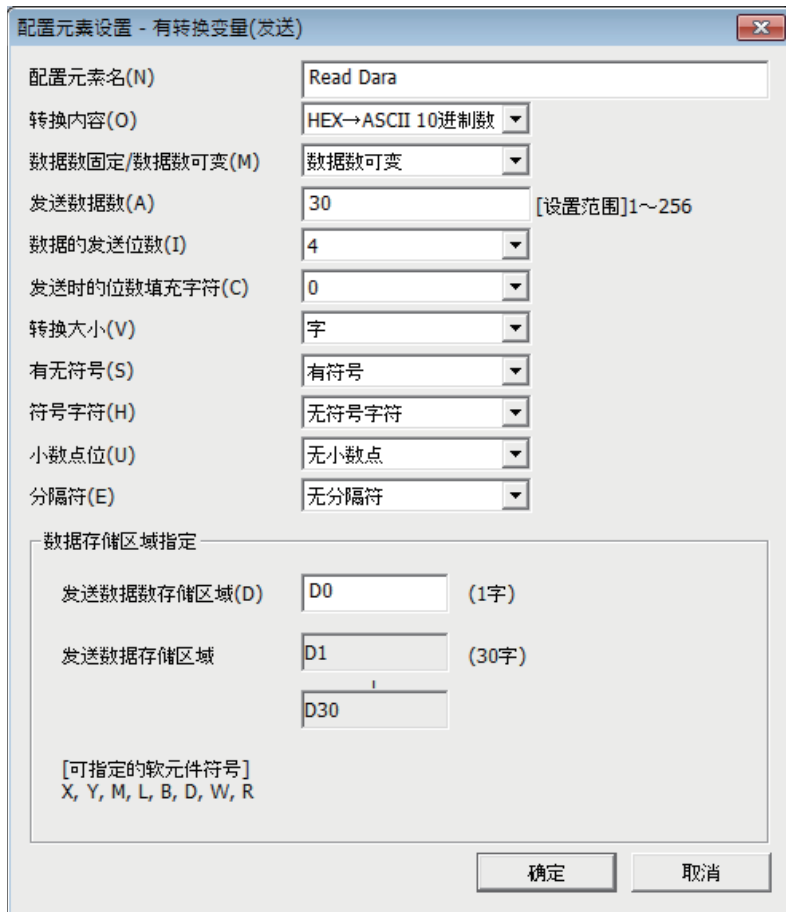 配置元素设置 - 有转换变量(发送)
配置元素名(N) Read Dara
转换内容(O) HEX→ASCII 10进制数
数据数固定/数据数可变(M) 数据数可变
发送数据数(A) 30 [设置范围]1～256
数据的发送位数(I) 4
发送时的位数填充字符(C) 0
转换大小(V) 字
有无符号(S) 有符号
符号字符(H) 无符号字符
小数点位(U) 无小数点
分隔符(E) 无分隔符
数据存储区域指定
发送数据数存储区域(D) D0 (1字)
发送数据存储区域 D1 (30字)
D30
[可指定的软元件符号]
X, Y, M, L, B, D, W, R
确定 取消